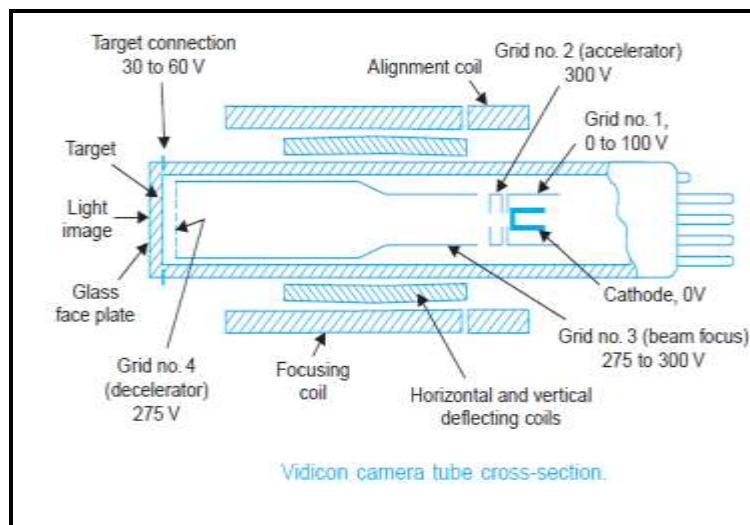 Target connection
30 to 60 V
Alignment coil
Grid no. 2 (accelerator)
300 V
Grid no. 1,
0 to 100 V
Target
Light
image
Glass
face plate
Cathode, 0V
Grid no. 4
(decelerator)
275 V
Focusing
coil
Horizontal and vertical
deflecting coils
Grid no. 3 (beam focus)
275 to 300 V
Vidicon camera tube cross-section.